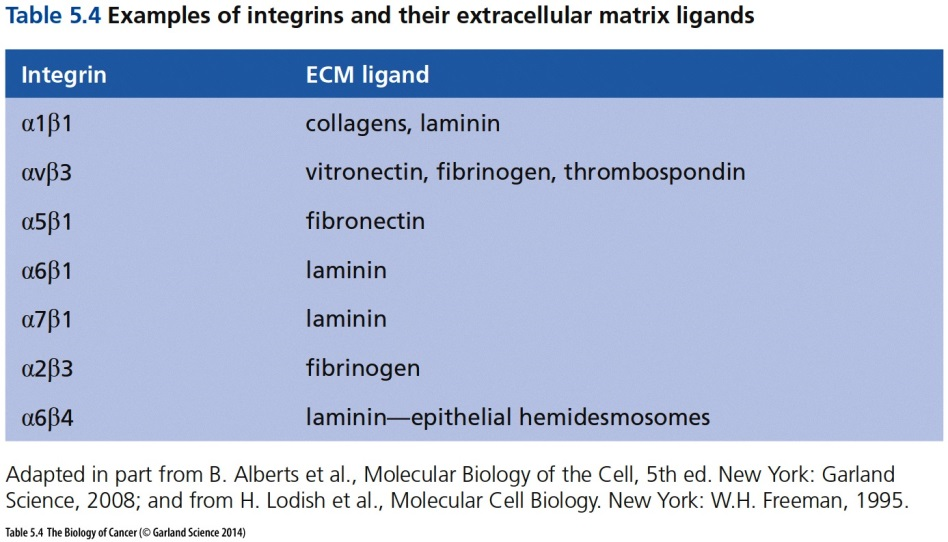 Table 5.4 Examples of integrins and their extracellular matrix ligands
Integrin ECM ligand
α1β1 collagens, laminin
αvβ3 vitronectin, fibrinogen, thrombospondin
α5β1 fibronectin
α6β1 laminin
α7β1 laminin
α2β3 fibrinogen
α6β4 laminin—epithelial hemidesmosomes
Adapted in part from B. Alberts et al., Molecular Biology of the Cell, 5th ed. New York: Garland
Science, 2008; and from H. Lodish et al., Molecular Cell Biology. New York: W.H. Freeman, 1995.
Table 5.4 The Biology of Cancer (© Garland Science 2014)